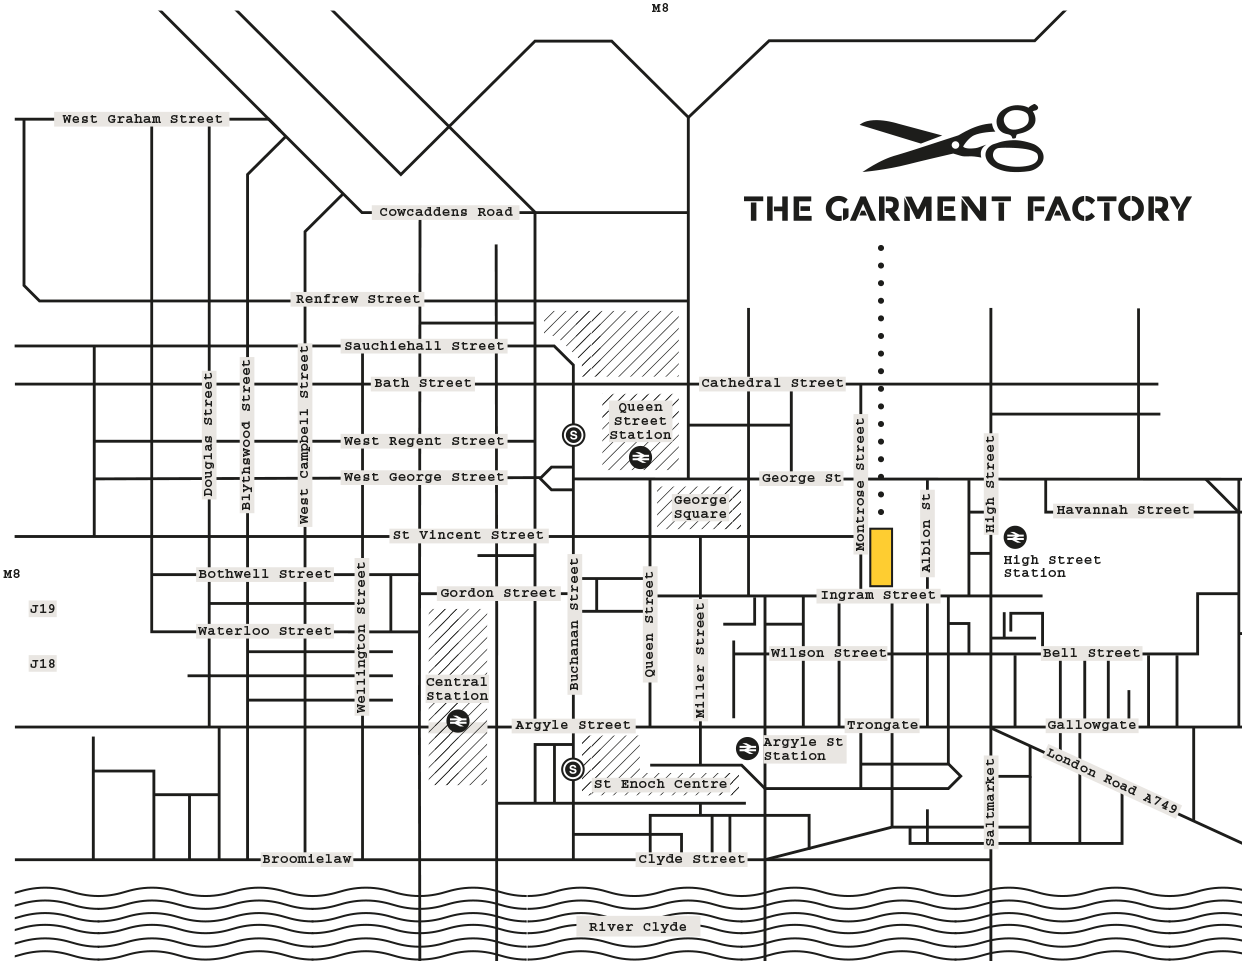 M8
West Graham Street
THE GARMENT FACTORY
Cowcaddens Road
Renfrew Street
Sauchiehall Street
Bath Street
Cathedral Street
Queen
Street
Station
Douglas Street
Blythswood Street
West Campbell Street
West Regent Street
S
West George Street
George St
Montrose Street
High Street
Albion St
George
Square
Havannah Street
St Vincent Street
High Street
Station
M8
Bothwell Street
Gordon Street
Ingram Street
J19
Waterloo Street
Wellington Street
Buchanan Street
Queen Street
Miller Street
Wilson Street
Bell Street
J18
Central
Station
Argyle Street
Trongate
Gallowgate
Argyle St
Station
London Road A749
S
St Enoch Centre
Saltmarket
Broomielaw
Clyde Street
River Clyde